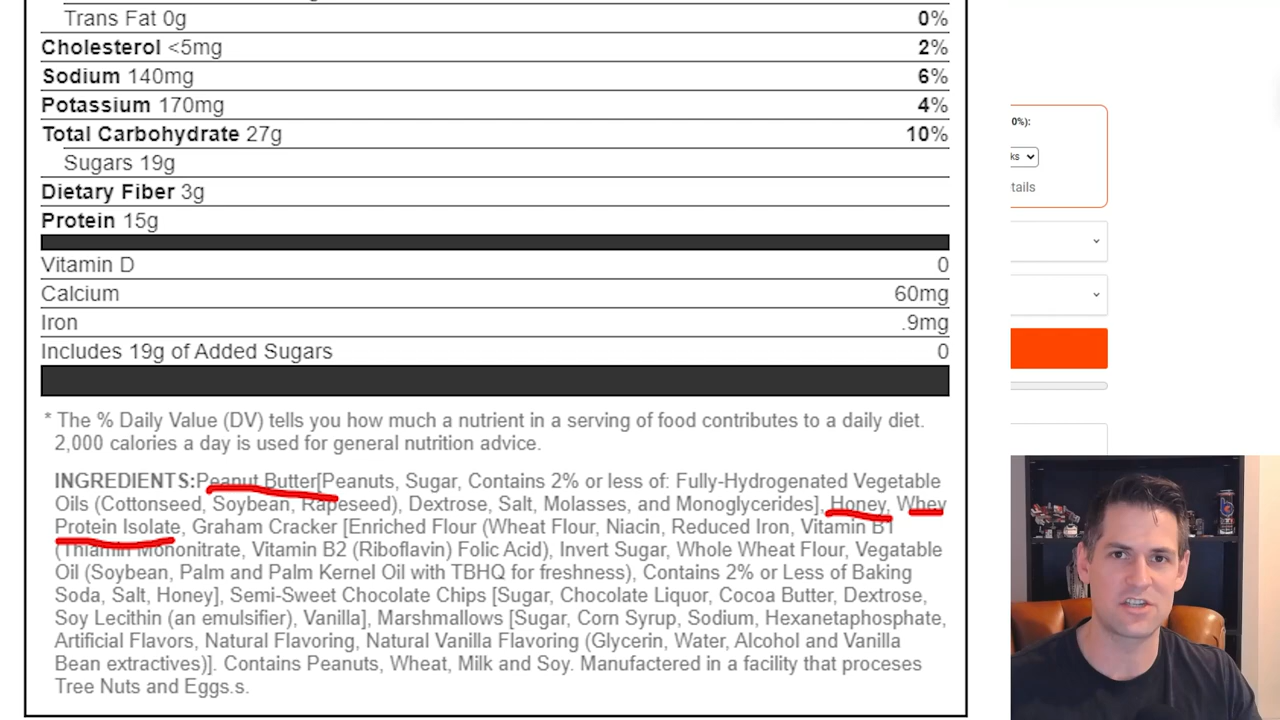 Trans Fat 0g 0%
Cholesterol <5mg 2%
Sodium 140mg 6%
Potassium 170mg 4%
Total Carbohydrate 27g 10%
Sugars 19g
Dietary Fiber 3g
Protein 15g
Vitamin D 0
Calcium 60mg
Iron .9mg
Includes 19g of Added Sugars 0
* The % Daily Value (DV) tells you how much a nutrient in a serving of food contributes to a daily diet.
2,000 calories a day is used for general nutrition advice.
INGREDIENTS:Peanut Butter[Peanuts, Sugar, Contains 2% or less of: Fully-Hydrogenated Vegetable
Oils (Cottonseed, Soybean, Rapeseed), Dextrose, Salt, Molasses, and Monoglycerides], Honey, Whey
Protein Isolate, Graham Cracker [Enriched Flour (Wheat Flour, Niacin, Reduced Iron, Vitamin B1
(Thiamin Mononitrate, Vitamin B2 (Riboflavin) Folic Acid), Invert Sugar, Whole Wheat Flour, Vegatable
Oil (Soybean, Palm and Palm Kernel Oil with TBHQ for freshness), Contains 2% or Less of Baking
Soda, Salt, Honey], Semi-Sweet Chocolate Chips [Sugar, Chocolate Liquor, Cocoa Butter, Dextrose,
Soy Lecithin (an emulsifier), Vanilla], Marshmallows [Sugar, Corn Syrup, Sodium, Hexanetaphosphate,
Artificial Flavors, Natural Flavoring, Natural Vanilla Flavoring (Glycerin, Water, Alcohol and Vanilla
Bean extractives)]. Contains Peanuts, Wheat, Milk and Soy. Manufactured in a facility that proceses
Tree Nuts and Eggs.s.
0%):
ks
tails